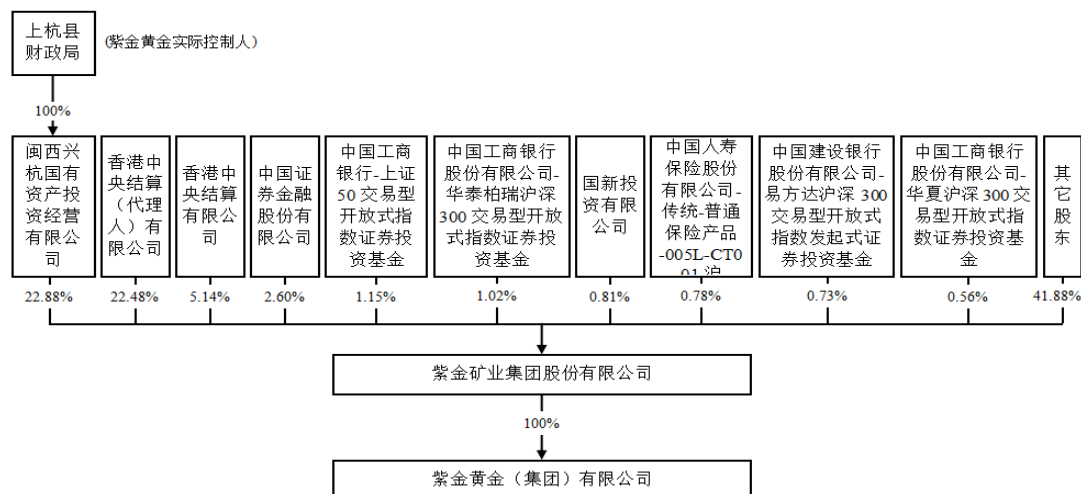 上杭县
财政局
(紫金黄金实际控制人)
100%
闽西兴
杭国有
资产投
资经营
有限公
司
香港中
央结算
（代理
人）有
限公司
香港中
央结算
有限公
司
中国证
券金融
股份有
限公司
中国工商
银行-上证
50 交易型
开放式指
数证券投
资基金
中国工商银行
股份有限公司-
华泰柏瑞沪深
300 交易型开放
式指数证券投
资基金
国新投
资有限
公司
中国人寿
保险股份
有限公司-
传统-普通
保险产品
-005L-CT0
01 沪
中国建设银行
股份有限公司-
易方达沪深 300
交易型开放式
指数发起式证
券投资基金
中国工商银行
股份有限公司-
华夏沪深 300 交
易型开放式指
数证券投资基
金
其
它
股
东
22.88%
22.48%
5.14%
2.60%
1.15%
1.02%
0.81%
0.78%
0.73%
0.56%
41.88%
紫金矿业集团股份有限公司
100%
紫金黄金（集团）有限公司